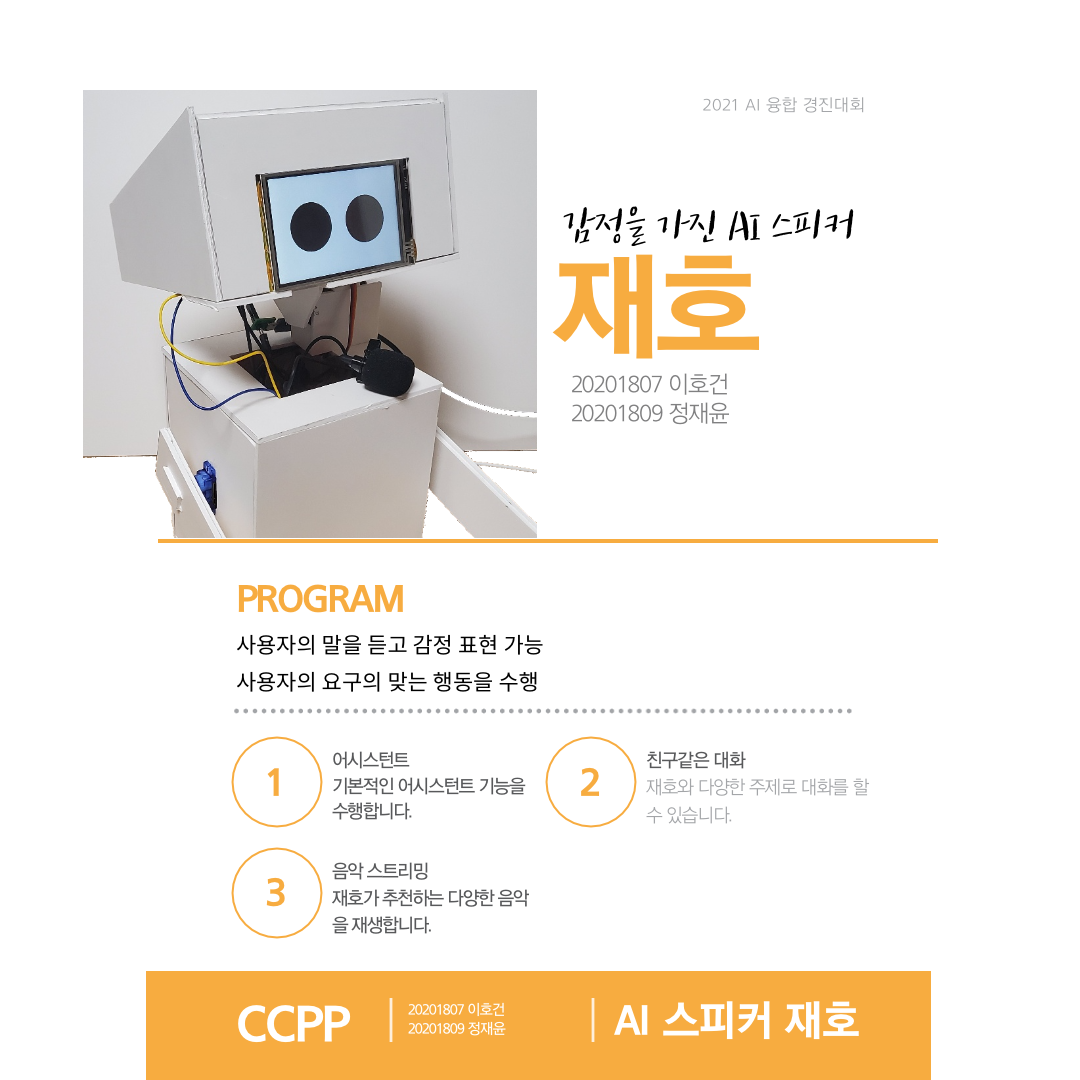 2021 AI 융합 경진대회
감정을 가진 AI 스피커
재호
20201807 이호건
20201809 정재윤
PROGRAM
사용자의 말을 듣고 감정 표현 가능
사용자의 요구의 맞는 행동을 수행
1
어시스턴트
기본적인 어시스턴트 기능을
수행합니다.
2
친구같은 대화
재호와 다양한 주제로 대화를 할
수 있습니다.
3
음악 스트리밍
재호가 추천하는 다양한 음악
을 재생합니다.
CCPP
20201807 이호건
20201809 정재윤
AI 스피커 재호